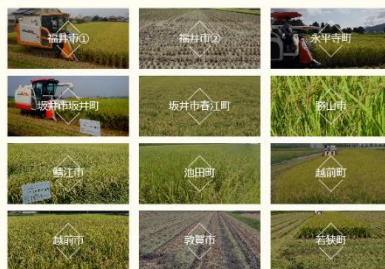 福井市①
福井市②
永平寺町
坂井市坂井町
坂井市春江町
勝山市
鯖江市
池田町
越前町
越前市
敦賀市
若狭町